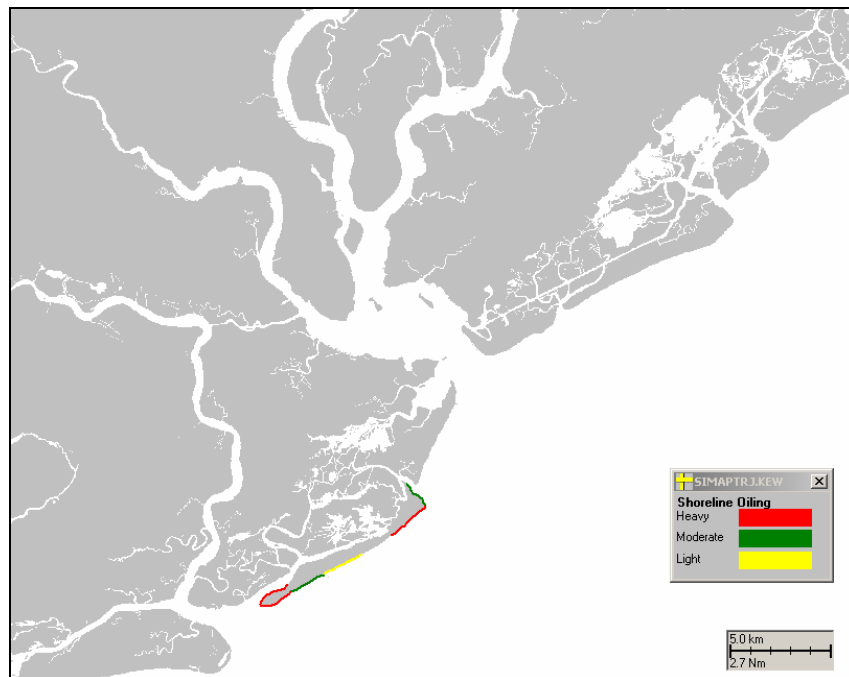 SIMAPTRJ.KEW
Shoreline Oiling
Heavy
Moderate
Light
5.0 km
2.7 Nm